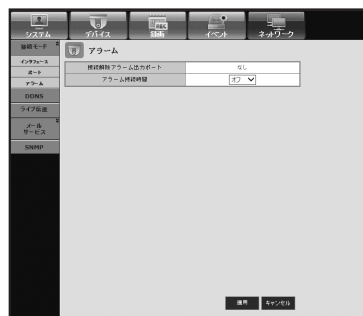 システム
デバイス
録画
イベント
ネットワーク
接続モード
インタフェース
ポート
アラーム
DDNS
ライブ伝送
メール
サービス
SNMP
アラーム
接続解除アラーム出力ポート
なし
アラーム持続時間
オフ
適用
キャンセル